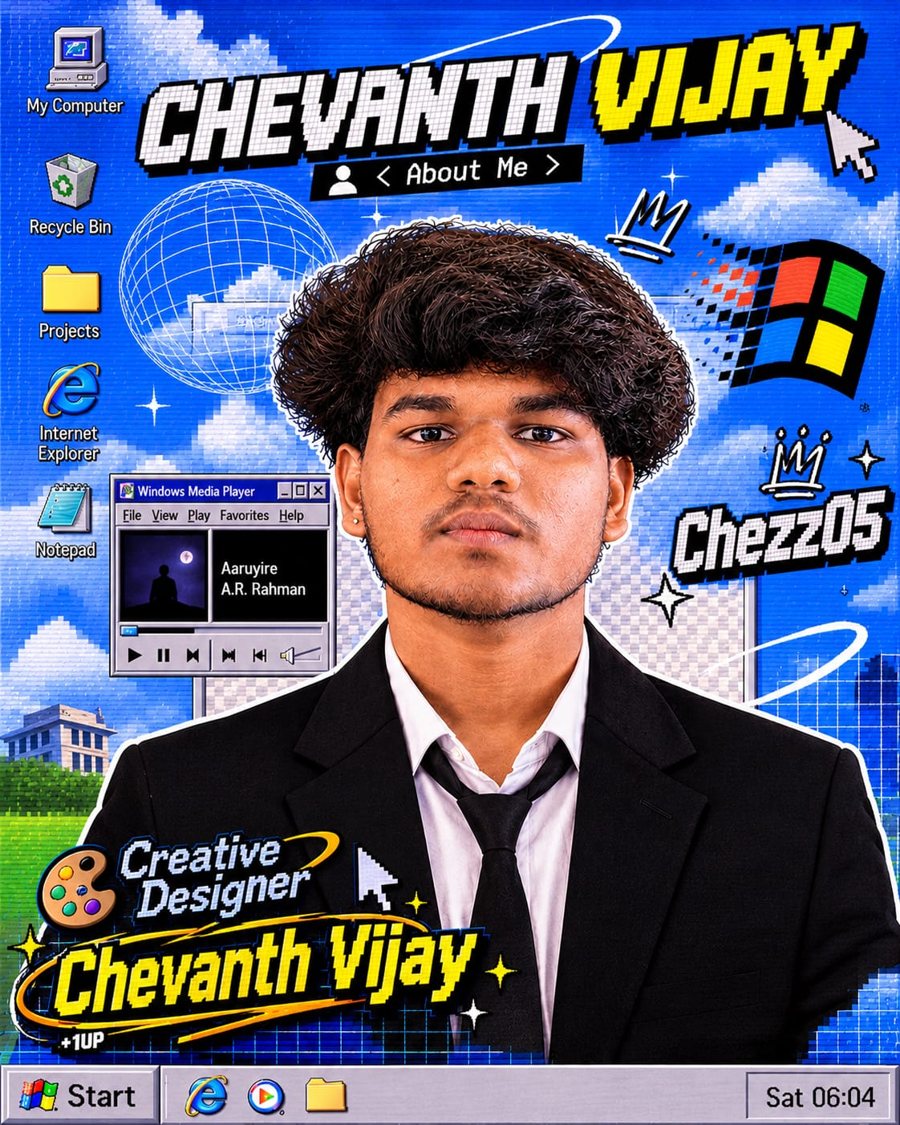 CHEVANTH VIJAY
< About Me >
My Computer
Recycle Bin
Projects
Internet
Explorer
Notepad
Windows Media Player
File View Play Favorites Help
Aaruyire
A.R. Rahman
Chezz05
Creative
Designer
Chevanth Vijay
+1UP
Start
Sat 06:04